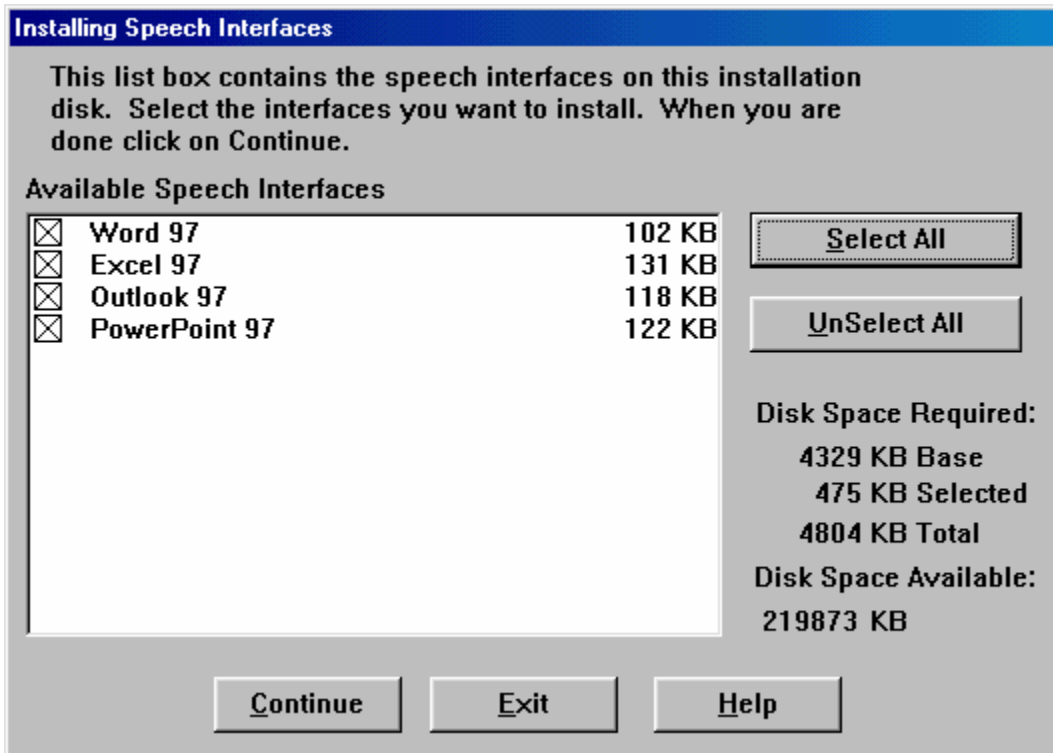 Installing Speech Interfaces
This list box contains the speech interfaces on this installation
disk.  Select the interfaces you want to install.  When you are
done click on Continue.
Available Speech Interfaces
Word 97 102 KB
Excel 97 131 KB
Outlook 97 118 KB
PowerPoint 97 122 KB
Select All
UnSelect All
Disk Space Required:
4329 KB Base
475 KB Selected
4804 KB Total
Disk Space Available:
219873 KB
Continue Exit Help